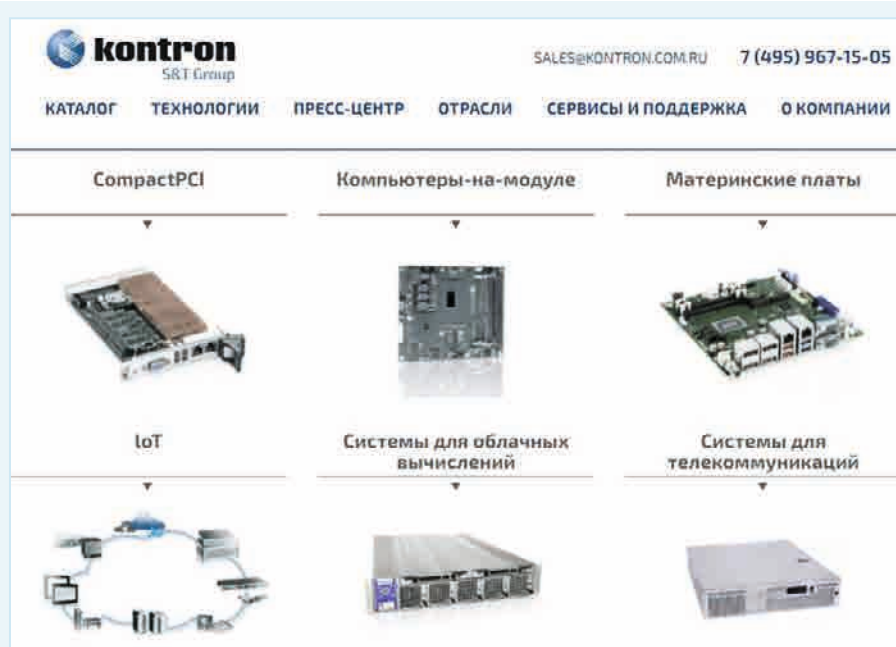 kontron
S&T Group
SALES@KONTRON.COM.RU 7 (495) 967-15-05
КАТАЛОГ ТЕХНОЛОГИИ ПРЕСС-ЦЕНТР ОТРАСЛИ СЕРВИСЫ И ПОДДЕРЖКА О КОМПАНИИ
CompactPCI Компьютеры-на-модуле Материнские платы
IoT Системы для облачных вычислений Системы для телекоммуникаций